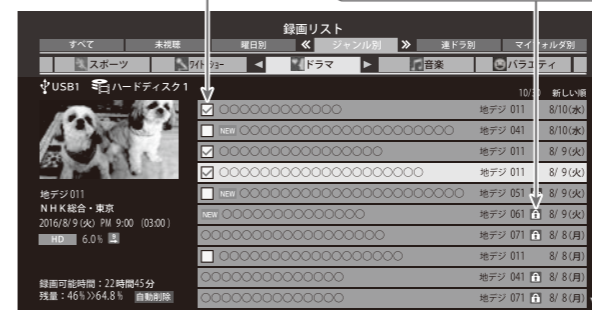 録画リスト
すべて 未視聴 曜日別 ジャンル別 連ドラ別 マイフォルダ別
スポーツ ワイドショー ドラマ 音楽 バラエティ
USB1 ハードディスク1 10/30 新しい順
○○○○○○○○○○○○ 地デジ 011 8/10(水)
NEW ○○○○○○○○○○○○○○○○○○○○○ 地デジ 041 8/10(水)
○○○○○○○○○○○○○○○○ 地デジ 011 8/ 9(火)
○○○○○○○○○○○○○○○○○○○○ 地デジ 011 8/ 9(火)
NEW ○○○○○○○○○○○○○○○○○○○○○○ 地デジ 051 8/ 9(火)
NEW ○○○○○○○○○○○○○○ 地デジ 061 8/ 9(火)
○○○○○○○○○○○○○○○○○○ 地デジ 071 8/ 8(月)
○○○○○○○○○○○○○○○○○○ 地デジ 011 8/ 8(月)
○○○○○○○○○○○○○○ 地デジ 041 8/ 8(月)
○○○○○○○○○○○○○○ 地デジ 071 8/ 8(月)
地デジ011
NHK総合・東京
2016/8/ 9 (火) PM 9:00 (03:00)
HD 6.0%
録画可能時間：22時間45分
残量：46%≫64.8% 自動削除